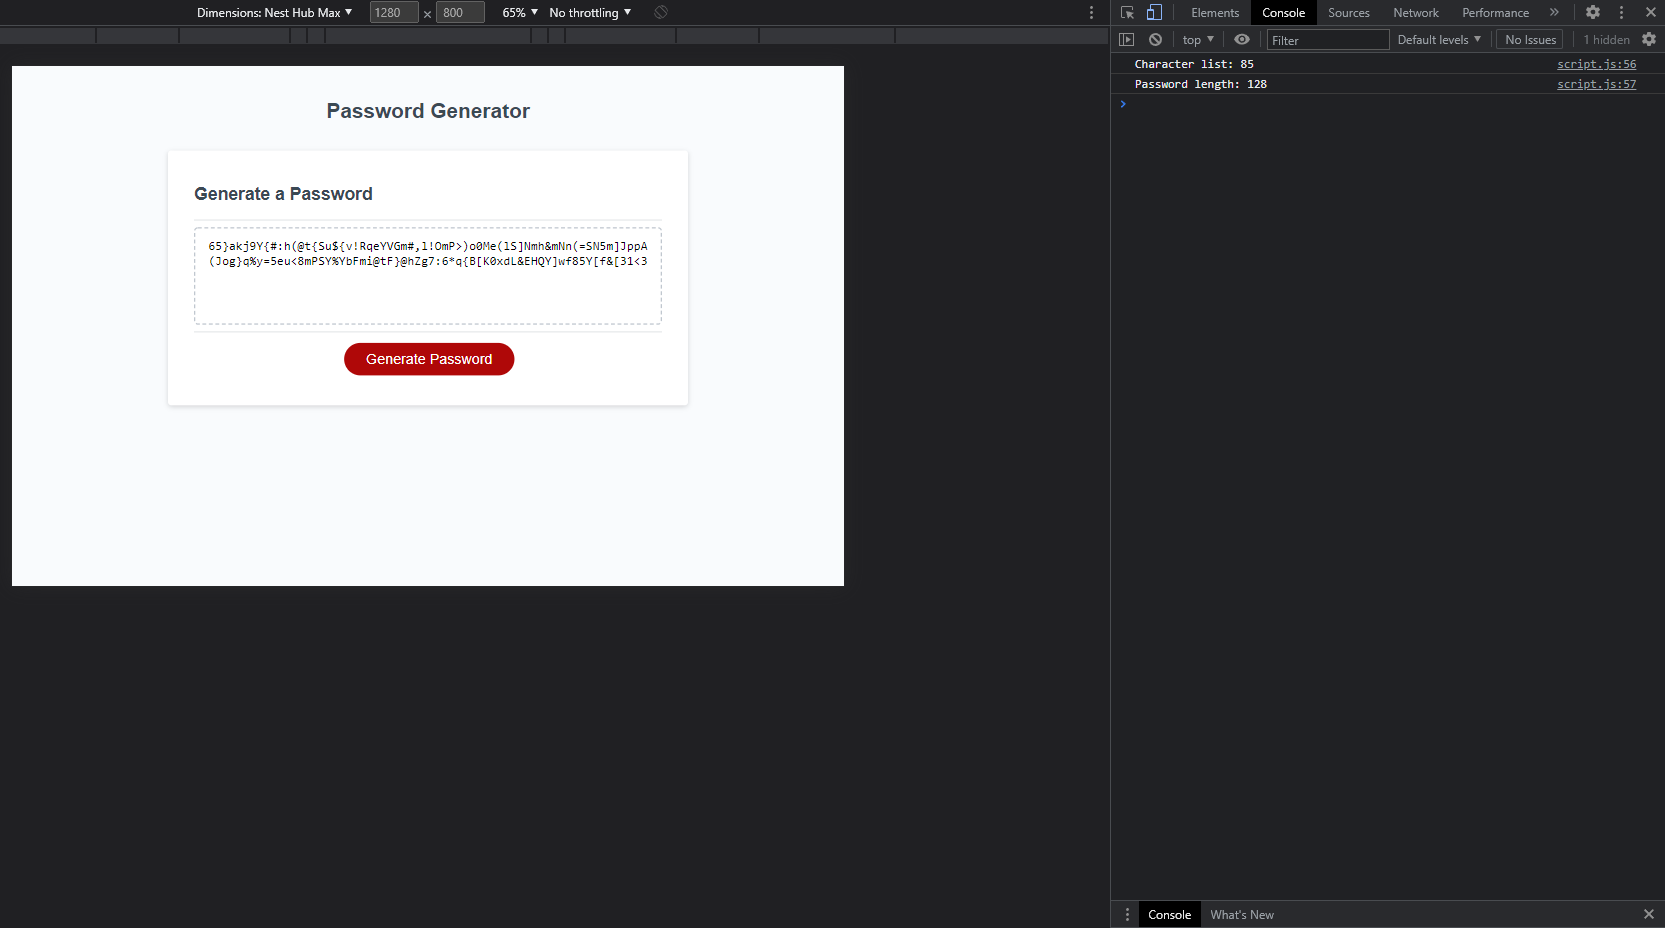 Dimensions: Nest Hub Max ▼ 1280 × 800 65% ▼ No throttling ▼
Elements Console Sources Network Performance »
top ▼ Filter Default levels ▼ No Issues 1 hidden
Character list: 85 script.js:56
Password length: 128 script.js:57
Password Generator
Generate a Password
65}akj9Y{#:h(@t{Su${v!RqeYVGm#,l!OmP>)o0Me(lS]Nmh&mNn(=SN5m]JppA
(Jog}q%y=5eu<8mPSY%YbFmi@tF}@hZg7:6*q{B[K0xdL&EHQY]wf85Y[f&[31<3
Generate Password
Console What's New